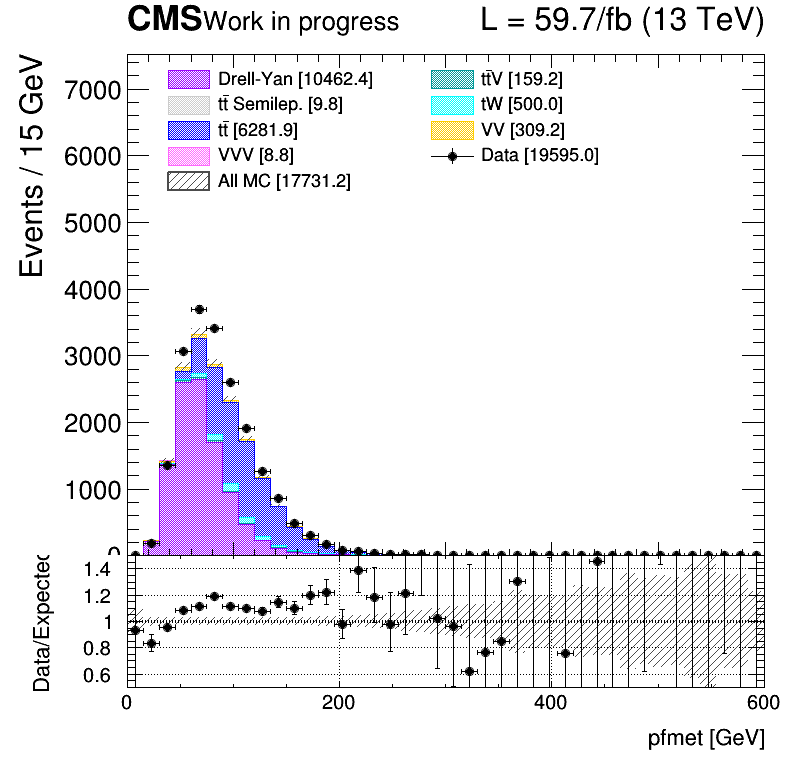 CMS Work in progress L = 59.7/fb (13 TeV)
Events / 15 GeV
7000
6000
5000
4000
3000
2000
1000
0
Drell-Yan [10462.4]
tt̄ Semilep. [9.8]
tt̄ [6281.9]
VVV [8.8]
All MC [17731.2]
tt̄V [159.2]
tW [500.0]
VV [309.2]
Data [19595.0]
Data/Expected
1.4
1.2
1
0.8
0.6
0 200 400 600
pfmet [GeV]